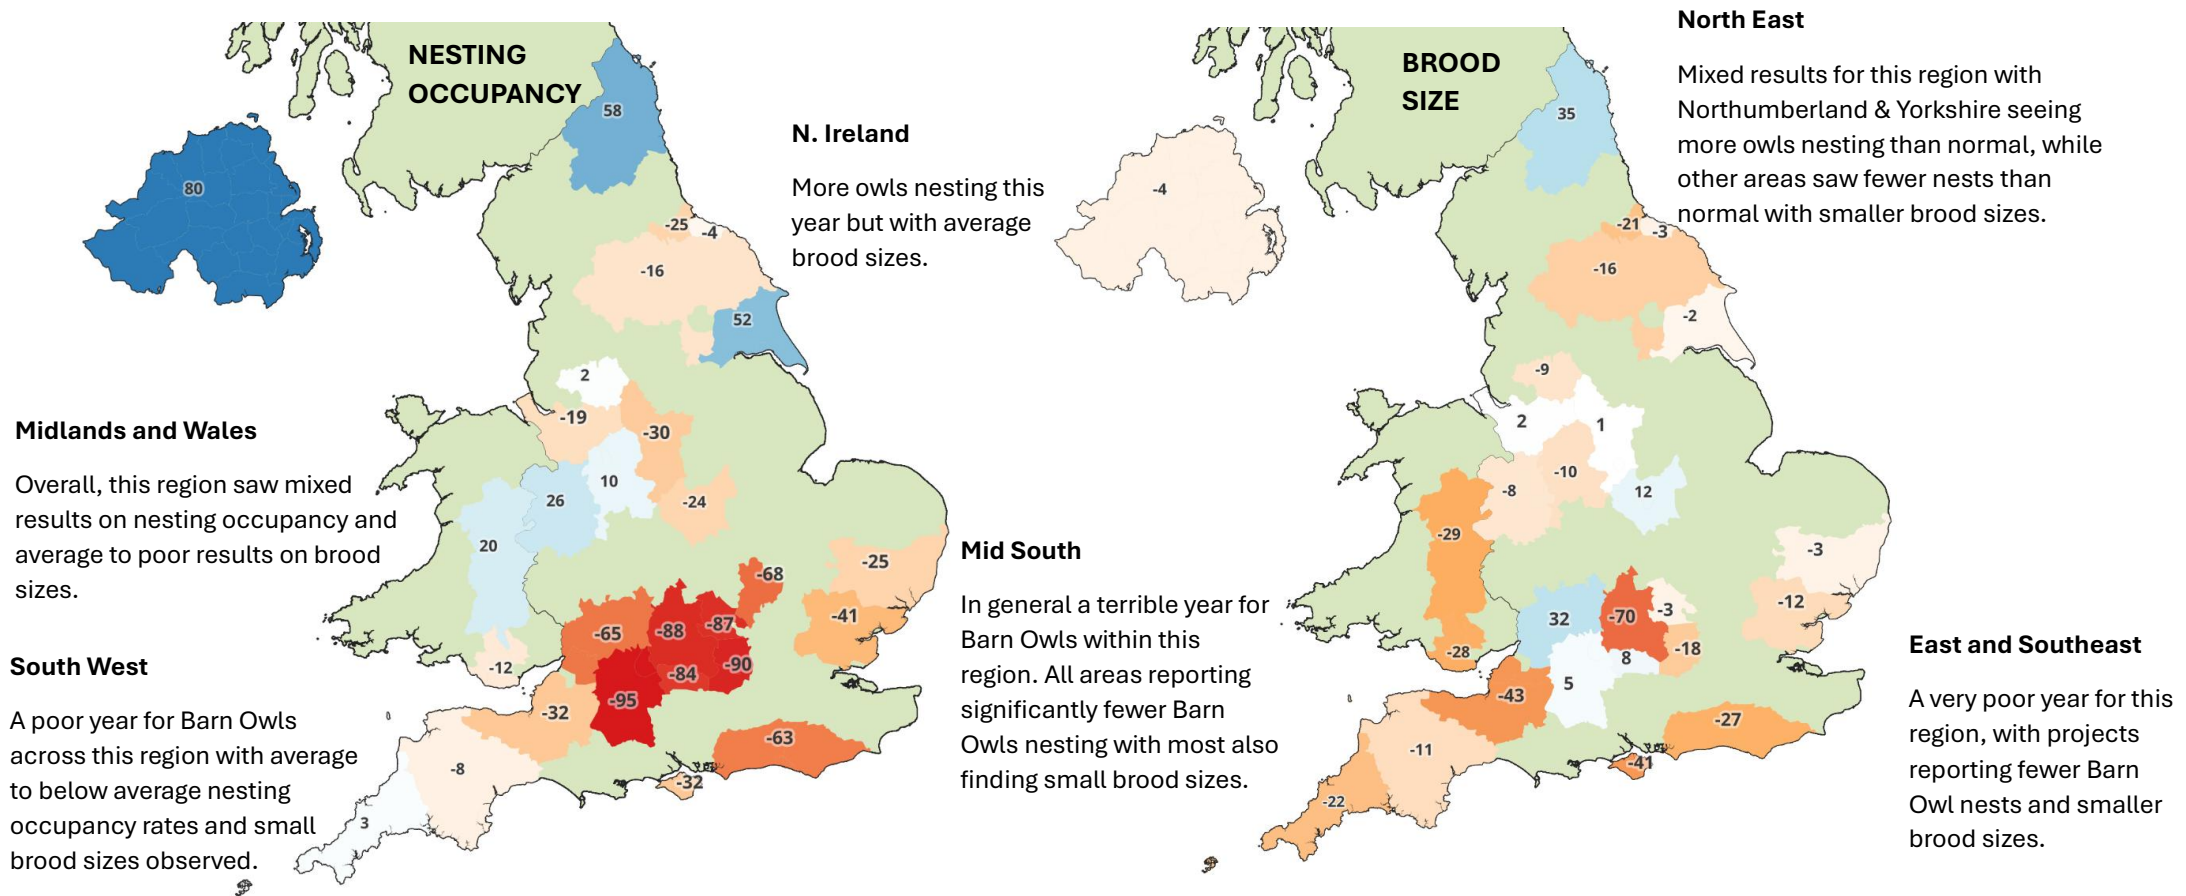 NESTING
OCCUPANCY
58
80
-25
-4
-16
52
2
-19
-30
10
26
-24
20
-12
-68
-25
-41
-65
-88
-87
-90
-84
-95
-32
-63
-32
-8
3
N. Ireland
More owls nesting this
year but with average
brood sizes.
Midlands and Wales
Overall, this region saw mixed
results on nesting occupancy and
average to poor results on brood
sizes.
South West
A poor year for Barn Owls
across this region with average
to below average nesting
occupancy rates and small
brood sizes observed.
Mid South
In general a terrible year for
Barn Owls within this
region. All areas reporting
significantly fewer Barn
Owls nesting with most also
finding small brood sizes.
BROOD
SIZE
35
-4
-21
-3
-16
-2
-9
2
1
-10
-8
12
-29
-28
-3
-12
32
-70
-3
-18
8
5
-43
-27
-41
-11
-22
North East
Mixed results for this region with
Northumberland & Yorkshire seeing
more owls nesting than normal, while
other areas saw fewer nests than
normal with smaller brood sizes.
East and Southeast
A very poor year for this
region, with projects
reporting fewer Barn
Owl nests and smaller
brood sizes.